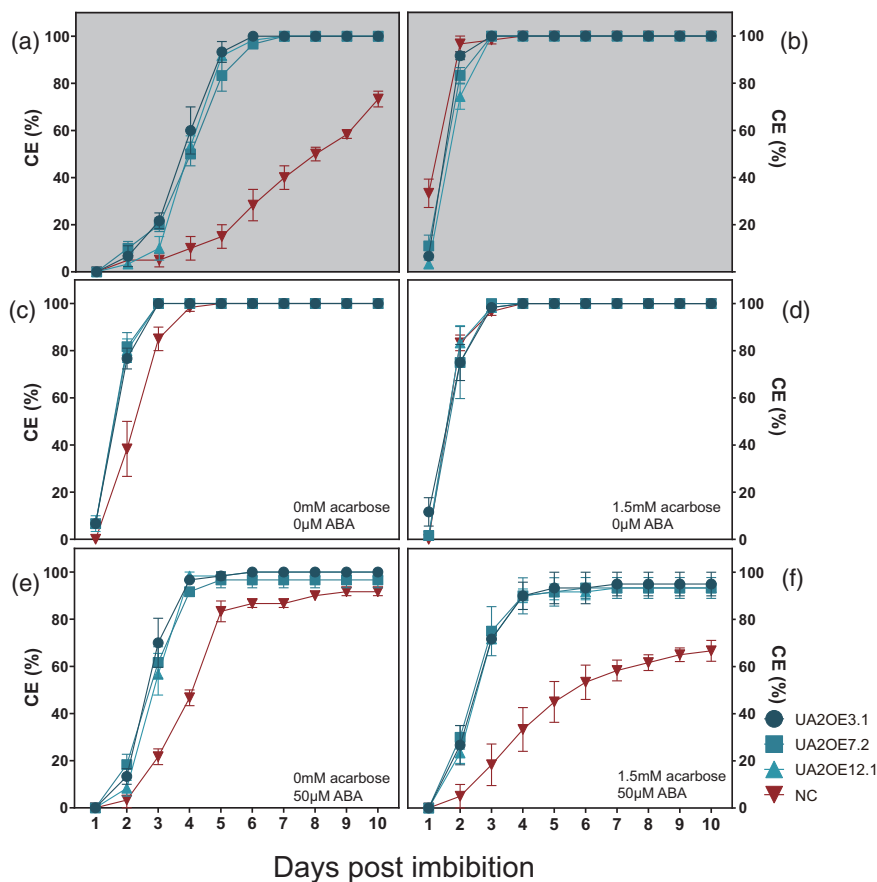 (a)
CE (%)
100
80
60
40
20
0
(b)
CE (%)
100
80
60
40
20
0
(c)
CE (%)
100
80
60
40
20
0
0mM acarbose
0µM ABA
(d)
CE (%)
100
80
60
40
20
0
1.5mM acarbose
0µM ABA
(e)
CE (%)
100
80
60
40
20
0
0mM acarbose
50µM ABA
1 2 3 4 5 6 7 8 9 10
(f)
CE (%)
100
80
60
40
20
0
1.5mM acarbose
50µM ABA
1 2 3 4 5 6 7 8 9 10
UA2OE3.1
UA2OE7.2
UA2OE12.1
NC
Days post imbibition